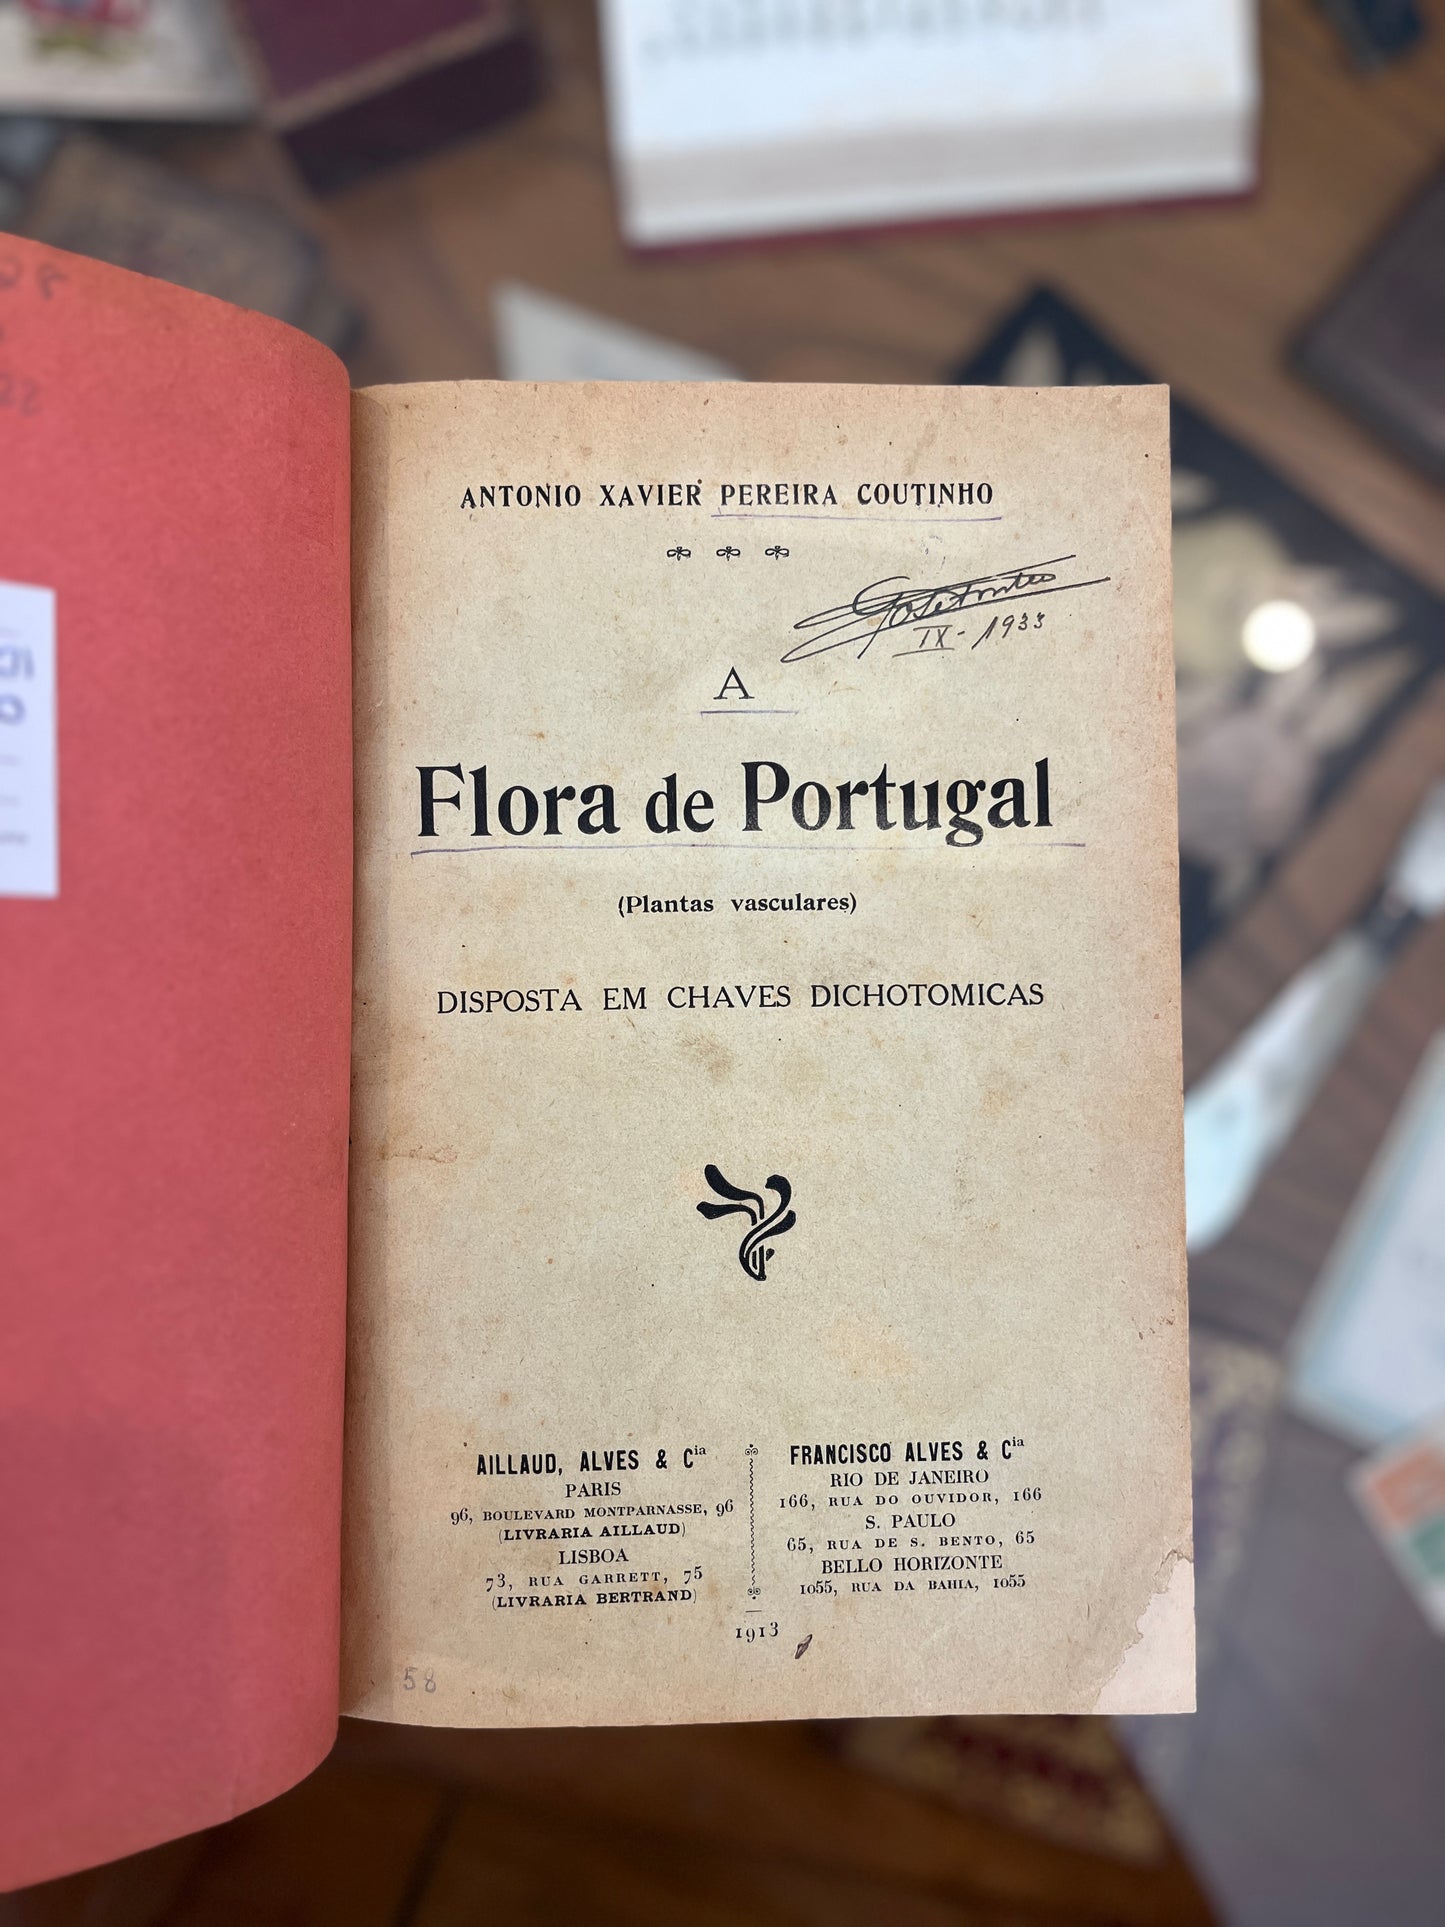 ANTONIO XAVIER PEREIRA COUTINHO
IX - 1933
A
Flora de Portugal
(Plantas vasculares)
DISPOSTA EM CHAVES DICHOTOMICAS
AILLAUD, ALVES & Cia
PARIS
96, BOULEVARD MONTPARNASSE, 96
(LIVRARIA AILLAUD)
LISBOA
73, RUA GARRETT, 75
(LIVRARIA BERTRAND)
FRANCISCO ALVES & Cia
RIO DE JANEIRO
166, RUA DO OUVIDOR, 166
S. PAULO
65, RUA DE S. BENTO, 65
BELLO HORIZONTE
1055, RUA DA BAHIA, 1055
1913
58